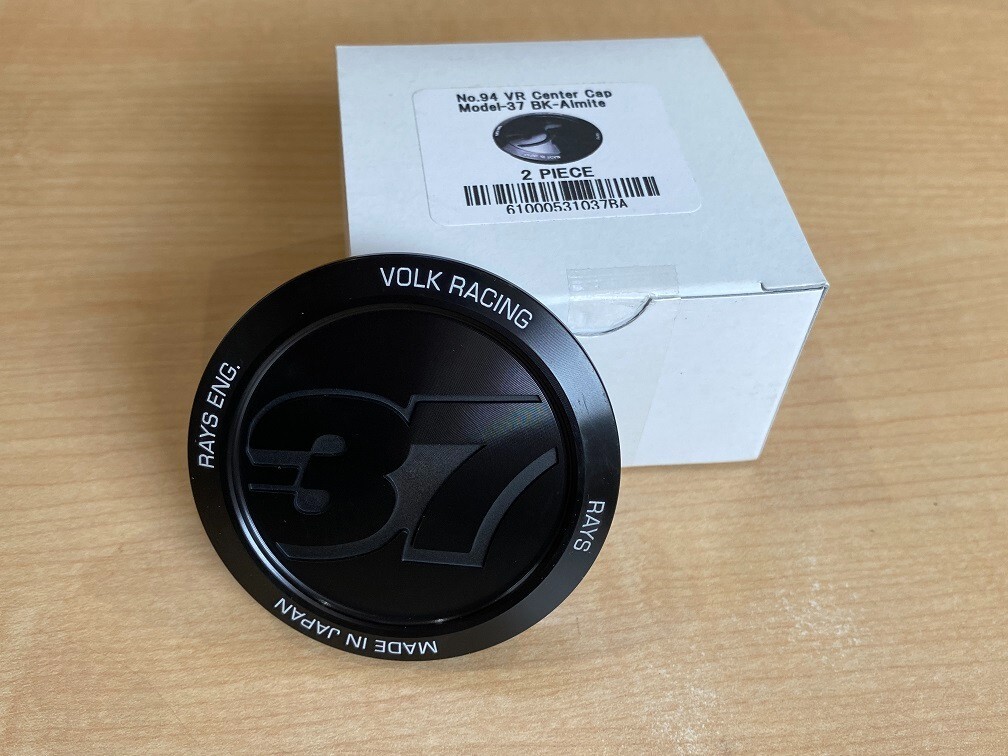 No.94 VR Center Cap
Model-37 BK-Almite
2 PIECE
61000531037BA
VOLK RACING
RAYS ENG.
37
RAYS
MADE IN JAPAN